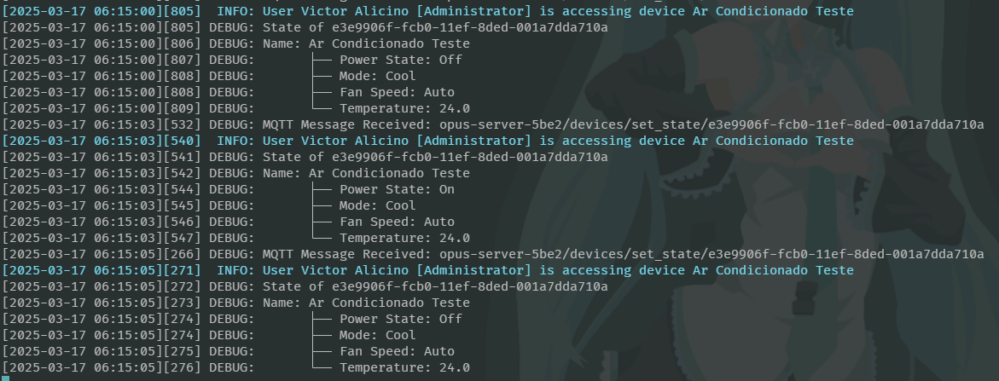 [2025-03-17 06:15:00][805]  INFO: User Victor Alicino [Administrator] is accessing device Ar Condicionado Teste
[2025-03-17 06:15:00][805] DEBUG: State of e3e9906f-fcb0-11ef-8ded-001a7dda710a
[2025-03-17 06:15:00][806] DEBUG: Name: Ar Condicionado Teste
[2025-03-17 06:15:00][807] DEBUG:       ├── Power State: Off
[2025-03-17 06:15:00][808] DEBUG:       ├── Mode: Cool
[2025-03-17 06:15:00][808] DEBUG:       ├── Fan Speed: Auto
[2025-03-17 06:15:00][809] DEBUG:       └── Temperature: 24.0
[2025-03-17 06:15:03][532] DEBUG: MQTT Message Received: opus-server-5be2/devices/set_state/e3e9906f-fcb0-11ef-8ded-001a7dda710a
[2025-03-17 06:15:03][540]  INFO: User Victor Alicino [Administrator] is accessing device Ar Condicionado Teste
[2025-03-17 06:15:03][541] DEBUG: State of e3e9906f-fcb0-11ef-8ded-001a7dda710a
[2025-03-17 06:15:03][542] DEBUG: Name: Ar Condicionado Teste
[2025-03-17 06:15:03][544] DEBUG:       ├── Power State: On
[2025-03-17 06:15:03][545] DEBUG:       ├── Mode: Cool
[2025-03-17 06:15:03][546] DEBUG:       ├── Fan Speed: Auto
[2025-03-17 06:15:03][547] DEBUG:       └── Temperature: 24.0
[2025-03-17 06:15:05][266] DEBUG: MQTT Message Received: opus-server-5be2/devices/set_state/e3e9906f-fcb0-11ef-8ded-001a7dda710a
[2025-03-17 06:15:05][271]  INFO: User Victor Alicino [Administrator] is accessing device Ar Condicionado Teste
[2025-03-17 06:15:05][272] DEBUG: State of e3e9906f-fcb0-11ef-8ded-001a7dda710a
[2025-03-17 06:15:05][273] DEBUG: Name: Ar Condicionado Teste
[2025-03-17 06:15:05][274] DEBUG:       ├── Power State: Off
[2025-03-17 06:15:05][274] DEBUG:       ├── Mode: Cool
[2025-03-17 06:15:05][275] DEBUG:       ├── Fan Speed: Auto
[2025-03-17 06:15:05][276] DEBUG:       └── Temperature: 24.0